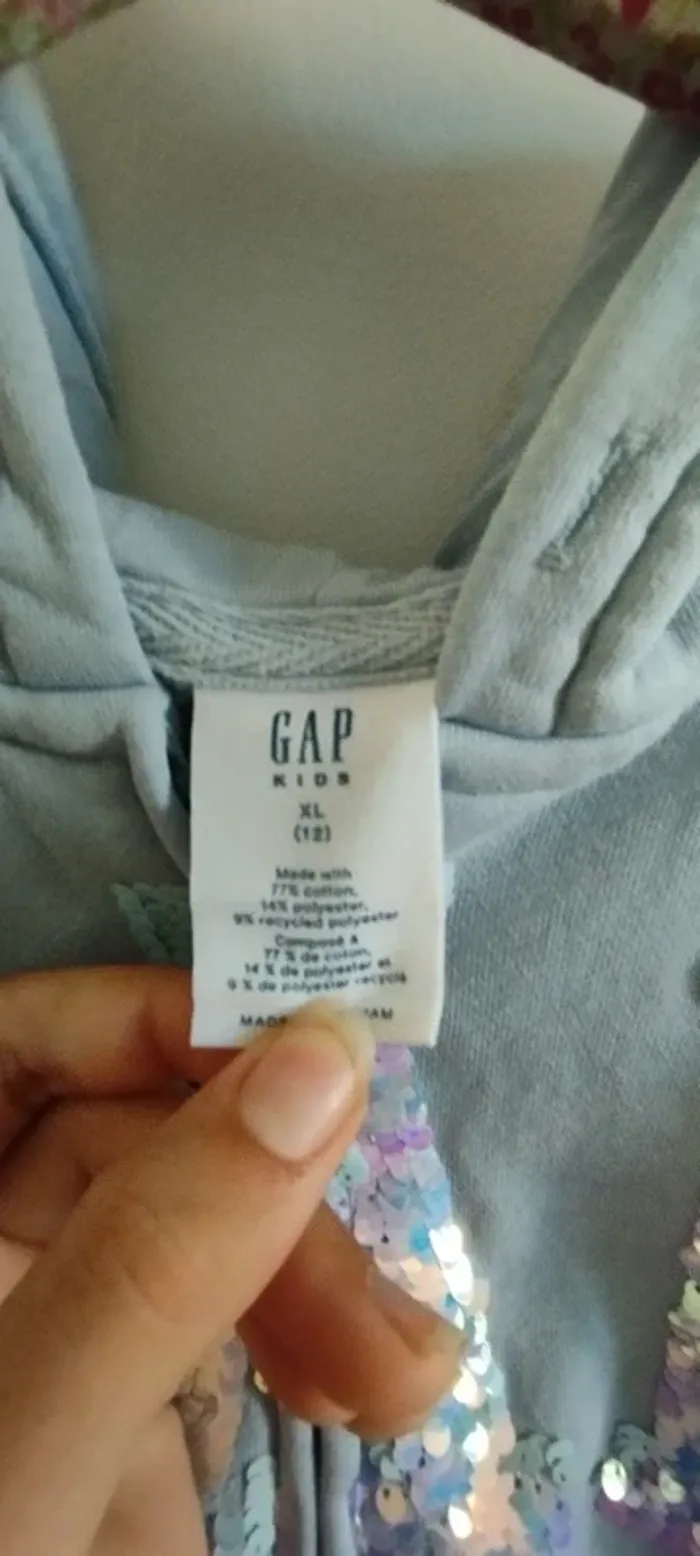 GAP
KIDS
XL
(12)
Made with
77% cotton,
14% polyester,
9% recycled polyester
Composé à
77 % de coton,
14 % de polyester et
9 % de polyester recyclé
MADE